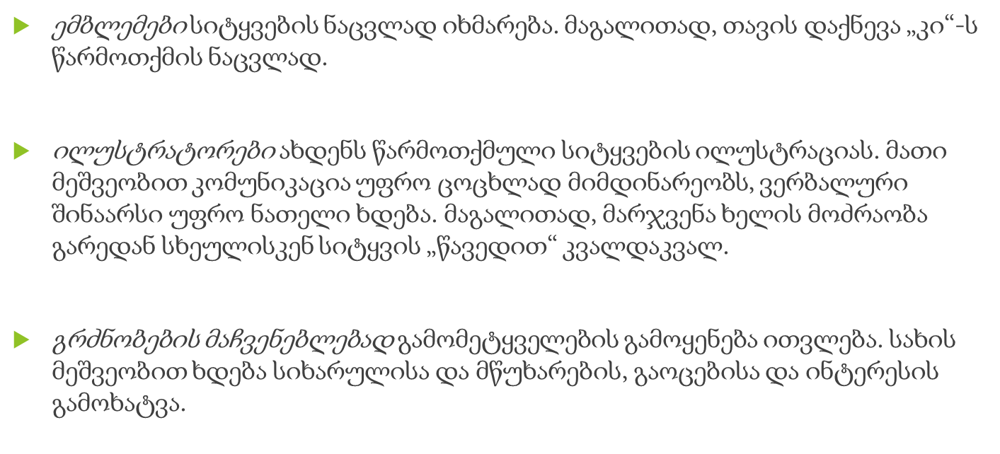 ემბლემები სიტყვების ნაცვლად იხმარება. მაგალითად, თავის დაქნევა „კი“-ს
წარმოთქმის ნაცვლად.
ილუსტრატორები ახდენს წარმოთქმული სიტყვების ილუსტრაციას. მათი
მეშვეობით კომუნიკაცია უფრო ცოცხლად მიმდინარეობს, ვერბალური
შინაარსი უფრო ნათელი ხდება. მაგალითად, მარჯვენა ხელის მოძრაობა
გარედან სხეულისკენ სიტყვის „წავედით“ კვალდაკვალ.
გრძნობების მაჩვენებლებად გამომეტყველების გამოყენება ითვლება. სახის
მეშვეობით ხდება სიხარულისა და მწუხარების, გაოცებისა და ინტერესის
გამოხატვა.